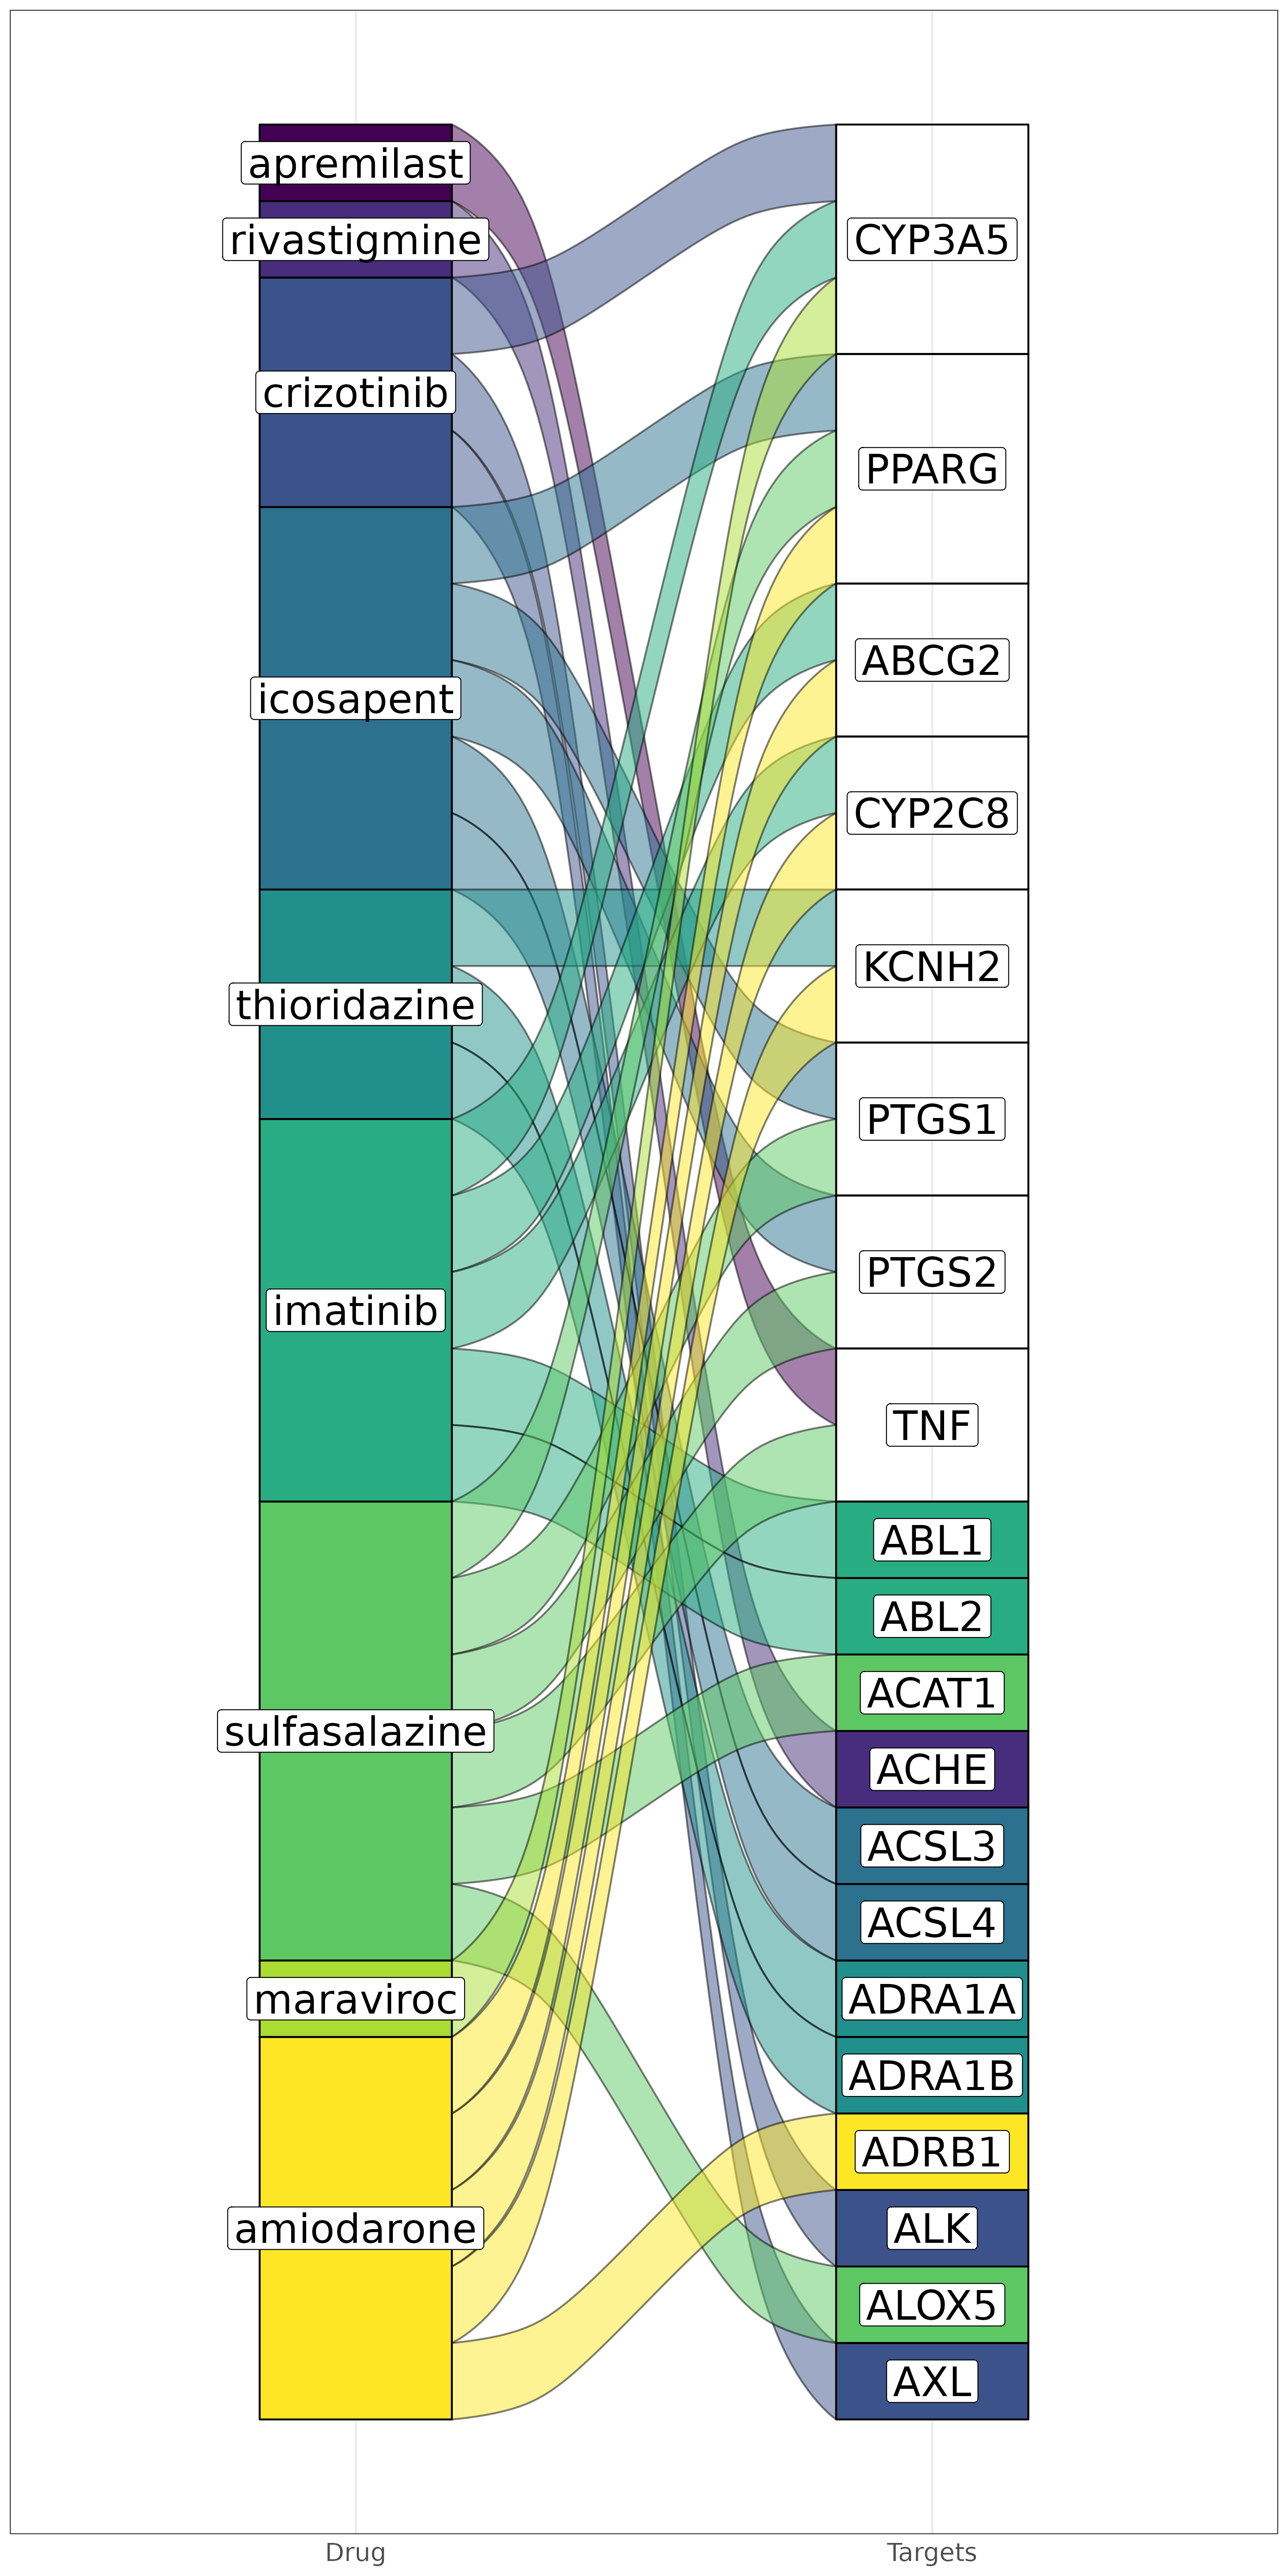 apremilast
rivastigmine
crizotinib
icosapent
thioridazine
imatinib
sulfasalazine
maraviroc
amiodarone
CYP3A5
PPARG
ABCG2
CYP2C8
KCNH2
PTGS1
PTGS2
TNF
ABL1
ABL2
ACAT1
ACHE
ACSL3
ACSL4
ADRA1A
ADRA1B
ADRB1
ALK
ALOX5
AXL
Drug
Targets